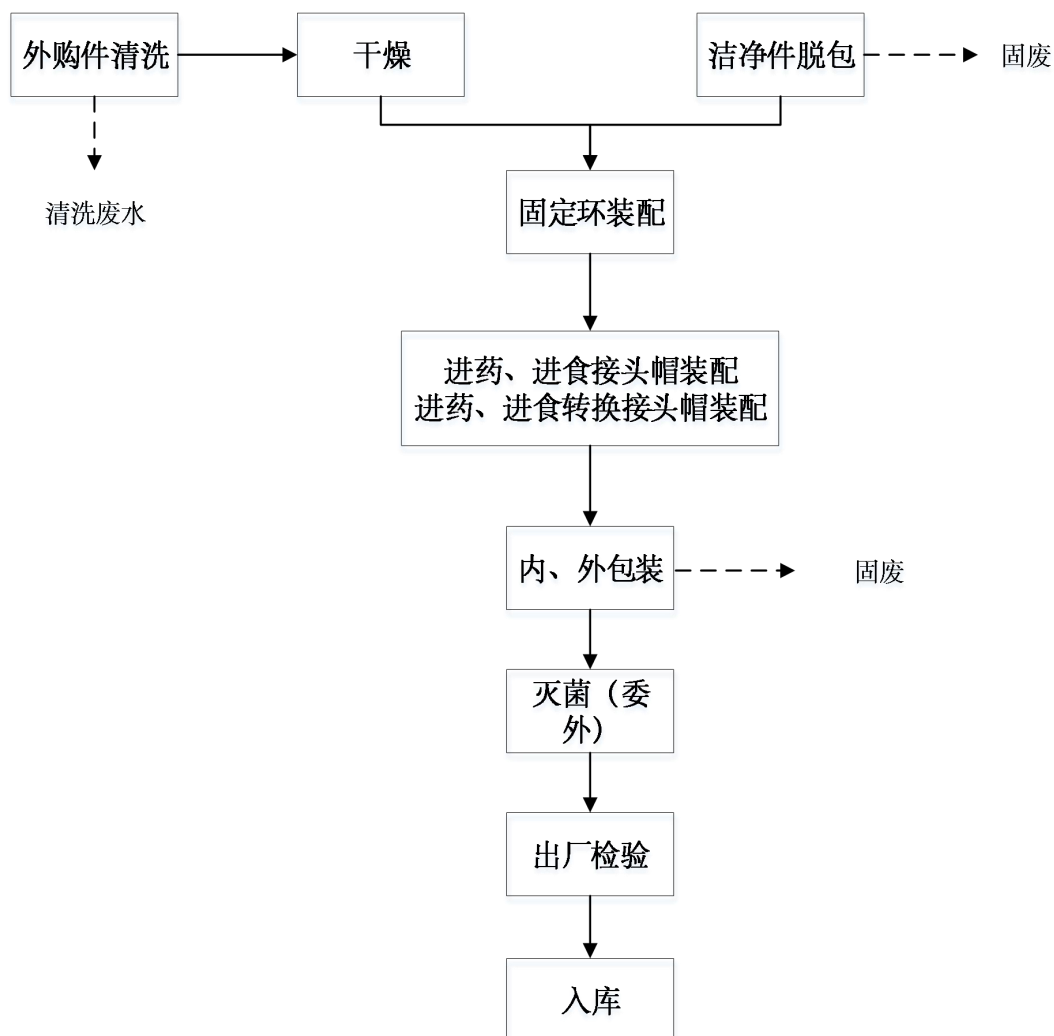 外购件清洗
干燥
洁净件脱包
固废
清洗废水
固定环装配
进药、进食接头帽装配
进药、进食转换接头帽装配
内、外包装
固废
灭菌（委
外）
出厂检验
入库